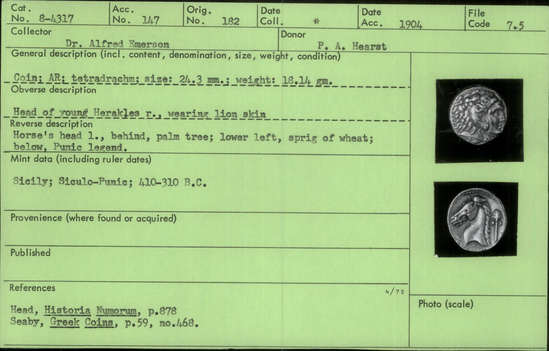 Cat. No. 8-4317 Acc. No. 147 Orig. No. 182 Date Coll. * Date Acc. 1904 File Code 7.5
Collector Dr. Alfred Emerson Donor P. A. Hearst
General description (incl. content, denomination, size, weight, condition)
Coin; AR; tetradrachm; size: 24.3 mm.; weight: 18.14 gm.
Obverse description
Head of young Herakles r., wearing lion skin
Reverse description
Horse's head l., behind, palm tree; lower left, sprig of wheat;
below, Punic legend.
Mint data (including ruler dates)
Sicily; Siculo-Punic; 410-310 B.C.
Provenience (where found or acquired)
Published
References 4/72
Head, Historia Numorum, p.878
Seaby, Greek Coins, p.59, no.468.
Photo (scale)